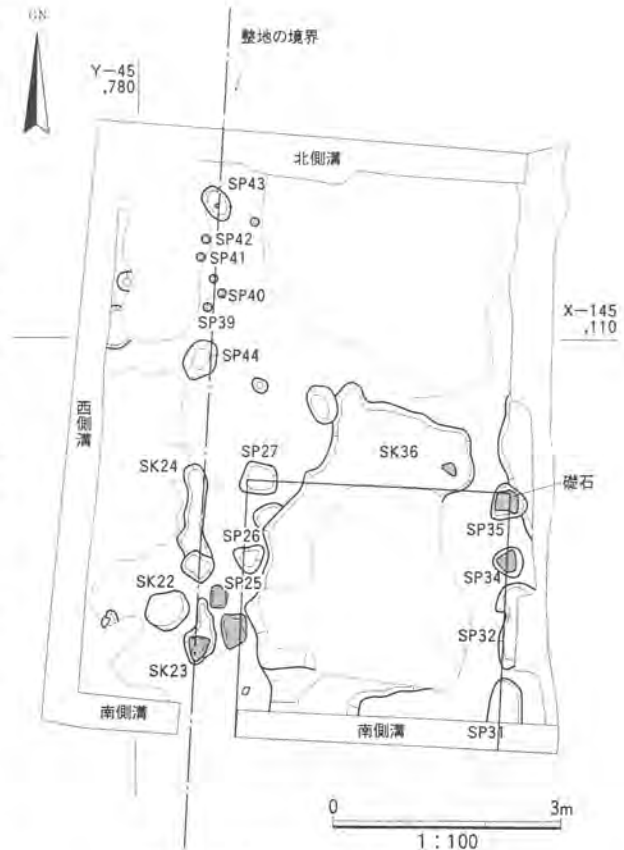 GN
整地の境界
Y-45
,780
北側溝
SP43
SP42
SP41
SP40
SP39
X-145
,110
SP44
西側溝
SK24
SP27
SK36
礎石
SP35
SP26
SP34
SK22
SP25
SP32
SK23
南側溝
南側溝
SP31
0
3m
1:100